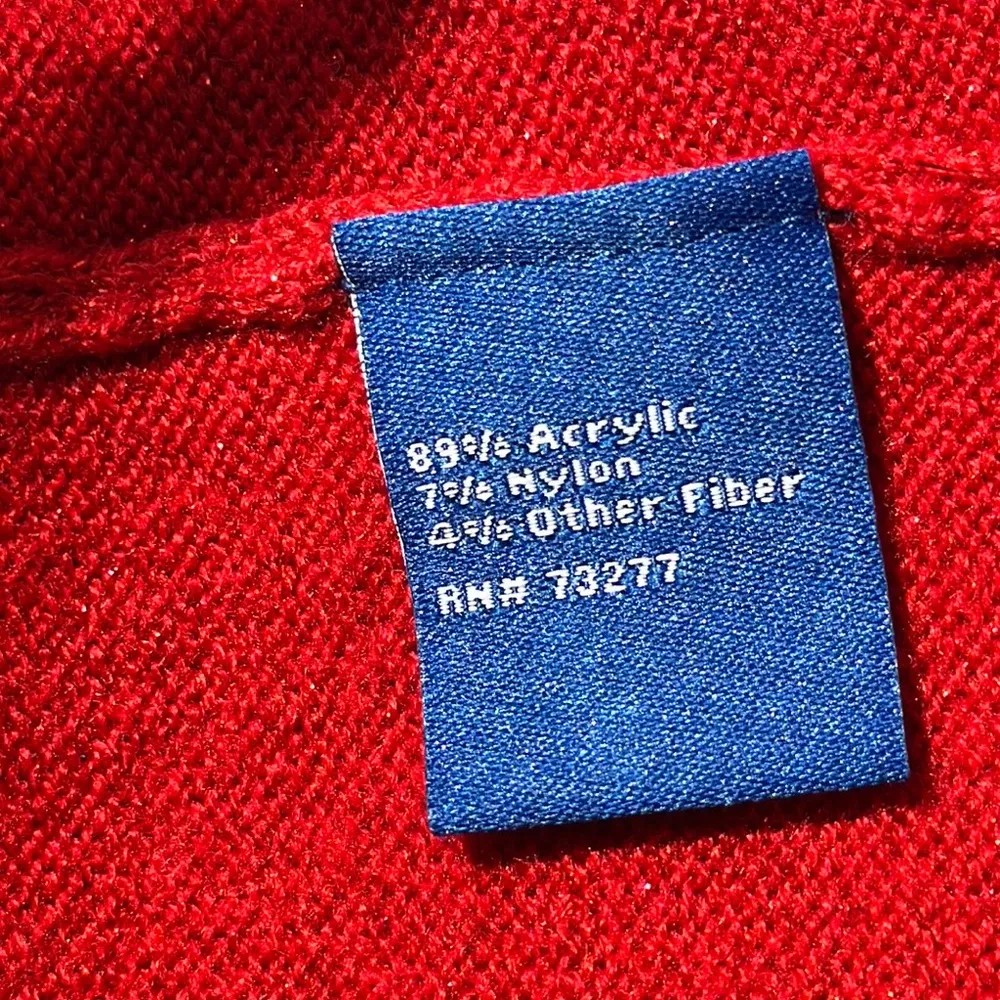 89% Acrylic
7% Nylon
4% Other Fiber
RN# 73277